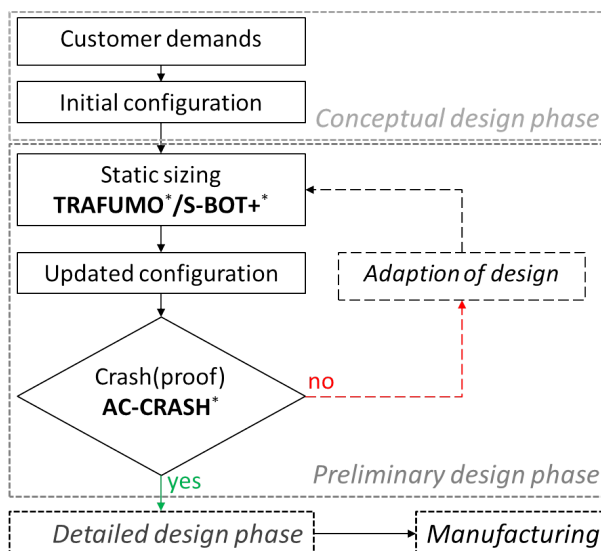 Customer demands
Initial configuration
Conceptual design phase
Static sizing
TRAFUMO*/S-BOT+*
Updated configuration
Adaption of design
Crash(proof)
AC-CRASH*
no
yes
Preliminary design phase
Detailed design phase
Manufacturing